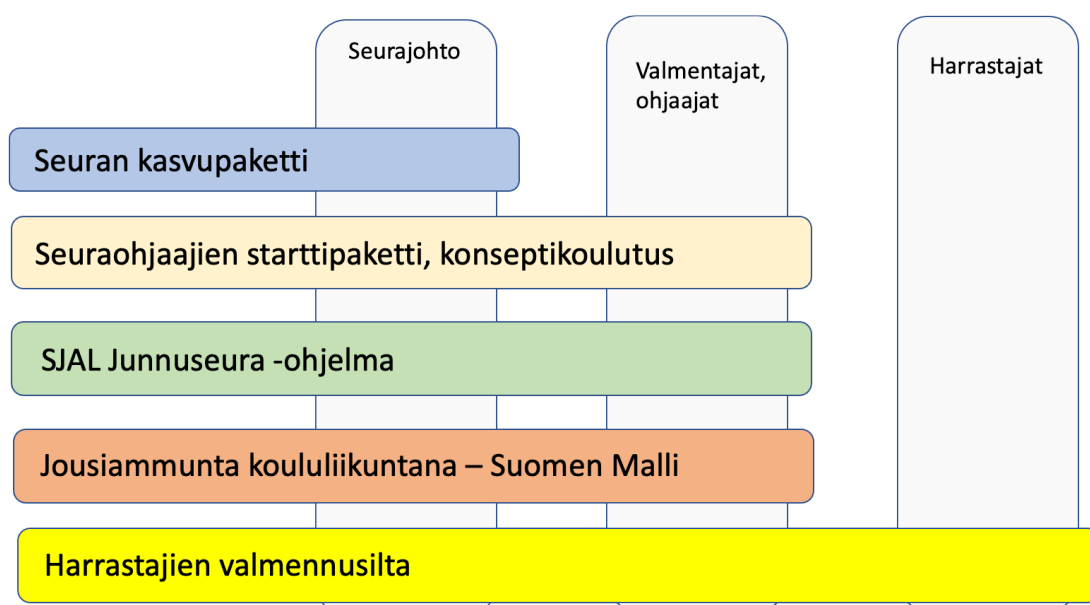 Seurajohto
Valmentajat,
ohjaajat
Harrastajat
Seuran kasvupaketti
Seuraohjaajien starttipaketti, konseptikoulutus
SJAL Junnuseura -ohjelma
Jousiammunta koululiikuntana – Suomen Malli
Harrastajien valmennusilta